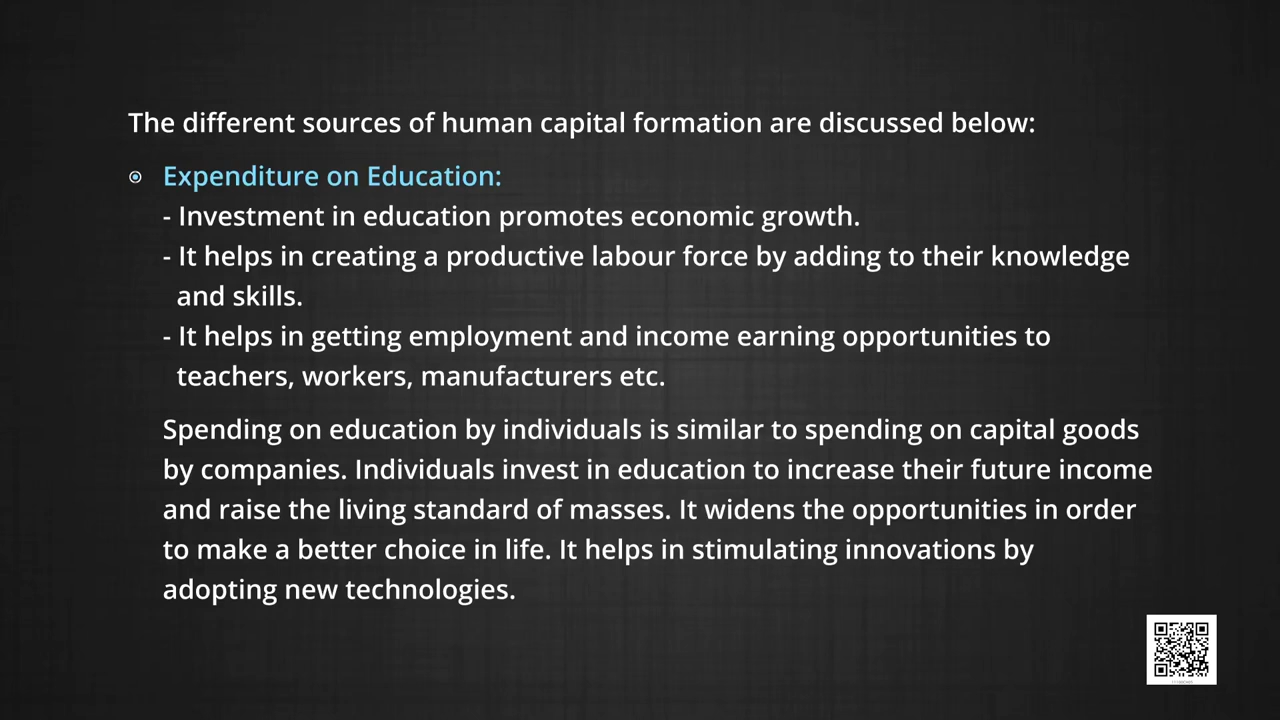 The different sources of human capital formation are discussed below:
Expenditure on Education:
- Investment in education promotes economic growth.
- It helps in creating a productive labour force by adding to their knowledge
and skills.
- It helps in getting employment and income earning opportunities to
teachers, workers, manufacturers etc.
Spending on education by individuals is similar to spending on capital goods
by companies. Individuals invest in education to increase their future income
and raise the living standard of masses. It widens the opportunities in order
to make a better choice in life. It helps in stimulating innovations by
adopting new technologies.